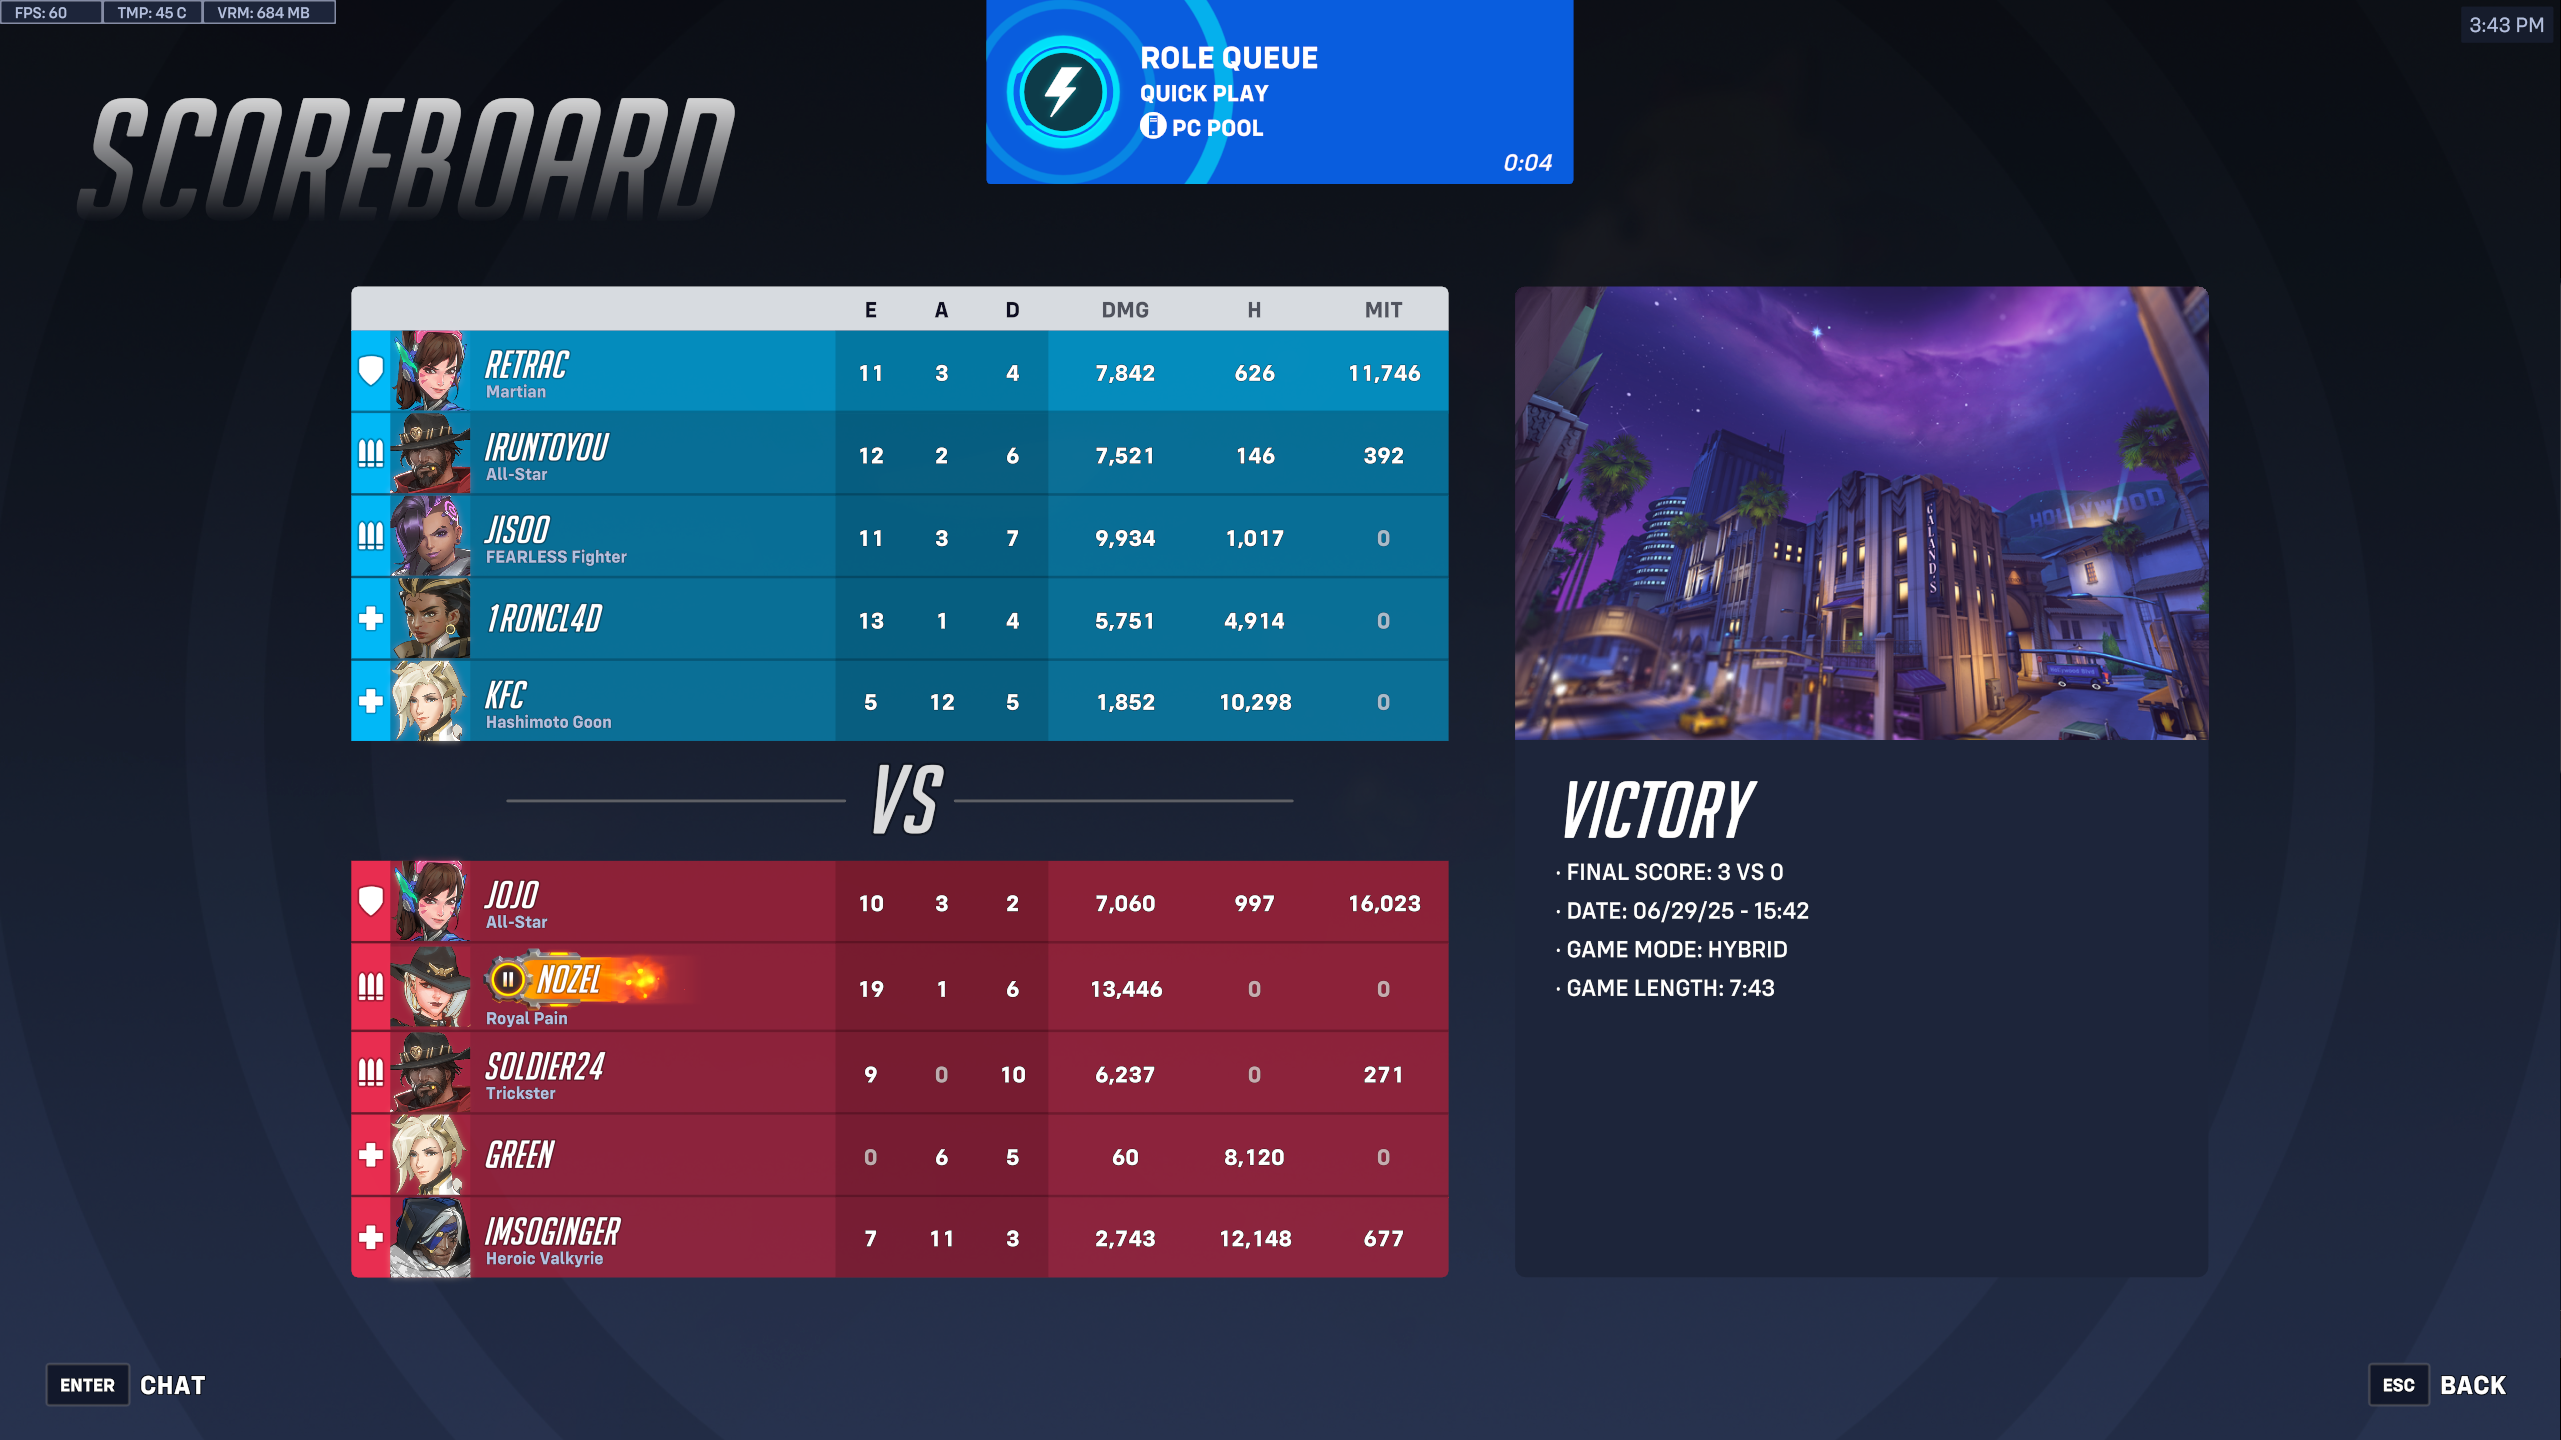 FPS: 60 TMP: 45 C VRM: 684 MB
3:43 PM
ROLE QUEUE
QUICK PLAY
PC POOL
0:04
SCOREBOARD
E A D DMG H MIT
RETRAC 11 3 4 7,842 626 11,746
Martian
IRUNTOYOU 12 2 6 7,521 146 392
All-Star
JISOO 11 3 7 9,934 1,017 0
FEARLESS Fighter
1RONCL4D 13 1 4 5,751 4,914 0
KFC 5 12 5 1,852 10,298 0
Hashimoto Goon
VS
JOJO 10 3 2 7,060 997 16,023
All-Star
NOZEL 19 1 6 13,446 0 0
Royal Pain
SOLDIER24 9 0 10 6,237 0 271
Trickster
GREEN 0 6 5 60 8,120 0
IMSOGINGER 7 11 3 2,743 12,148 677
Heroic Valkyrie
HOLLYWOOD
GALAND'S
VICTORY
· FINAL SCORE: 3 VS 0
· DATE: 06/29/25 - 15:42
· GAME MODE: HYBRID
· GAME LENGTH: 7:43
ENTER CHAT
ESC BACK